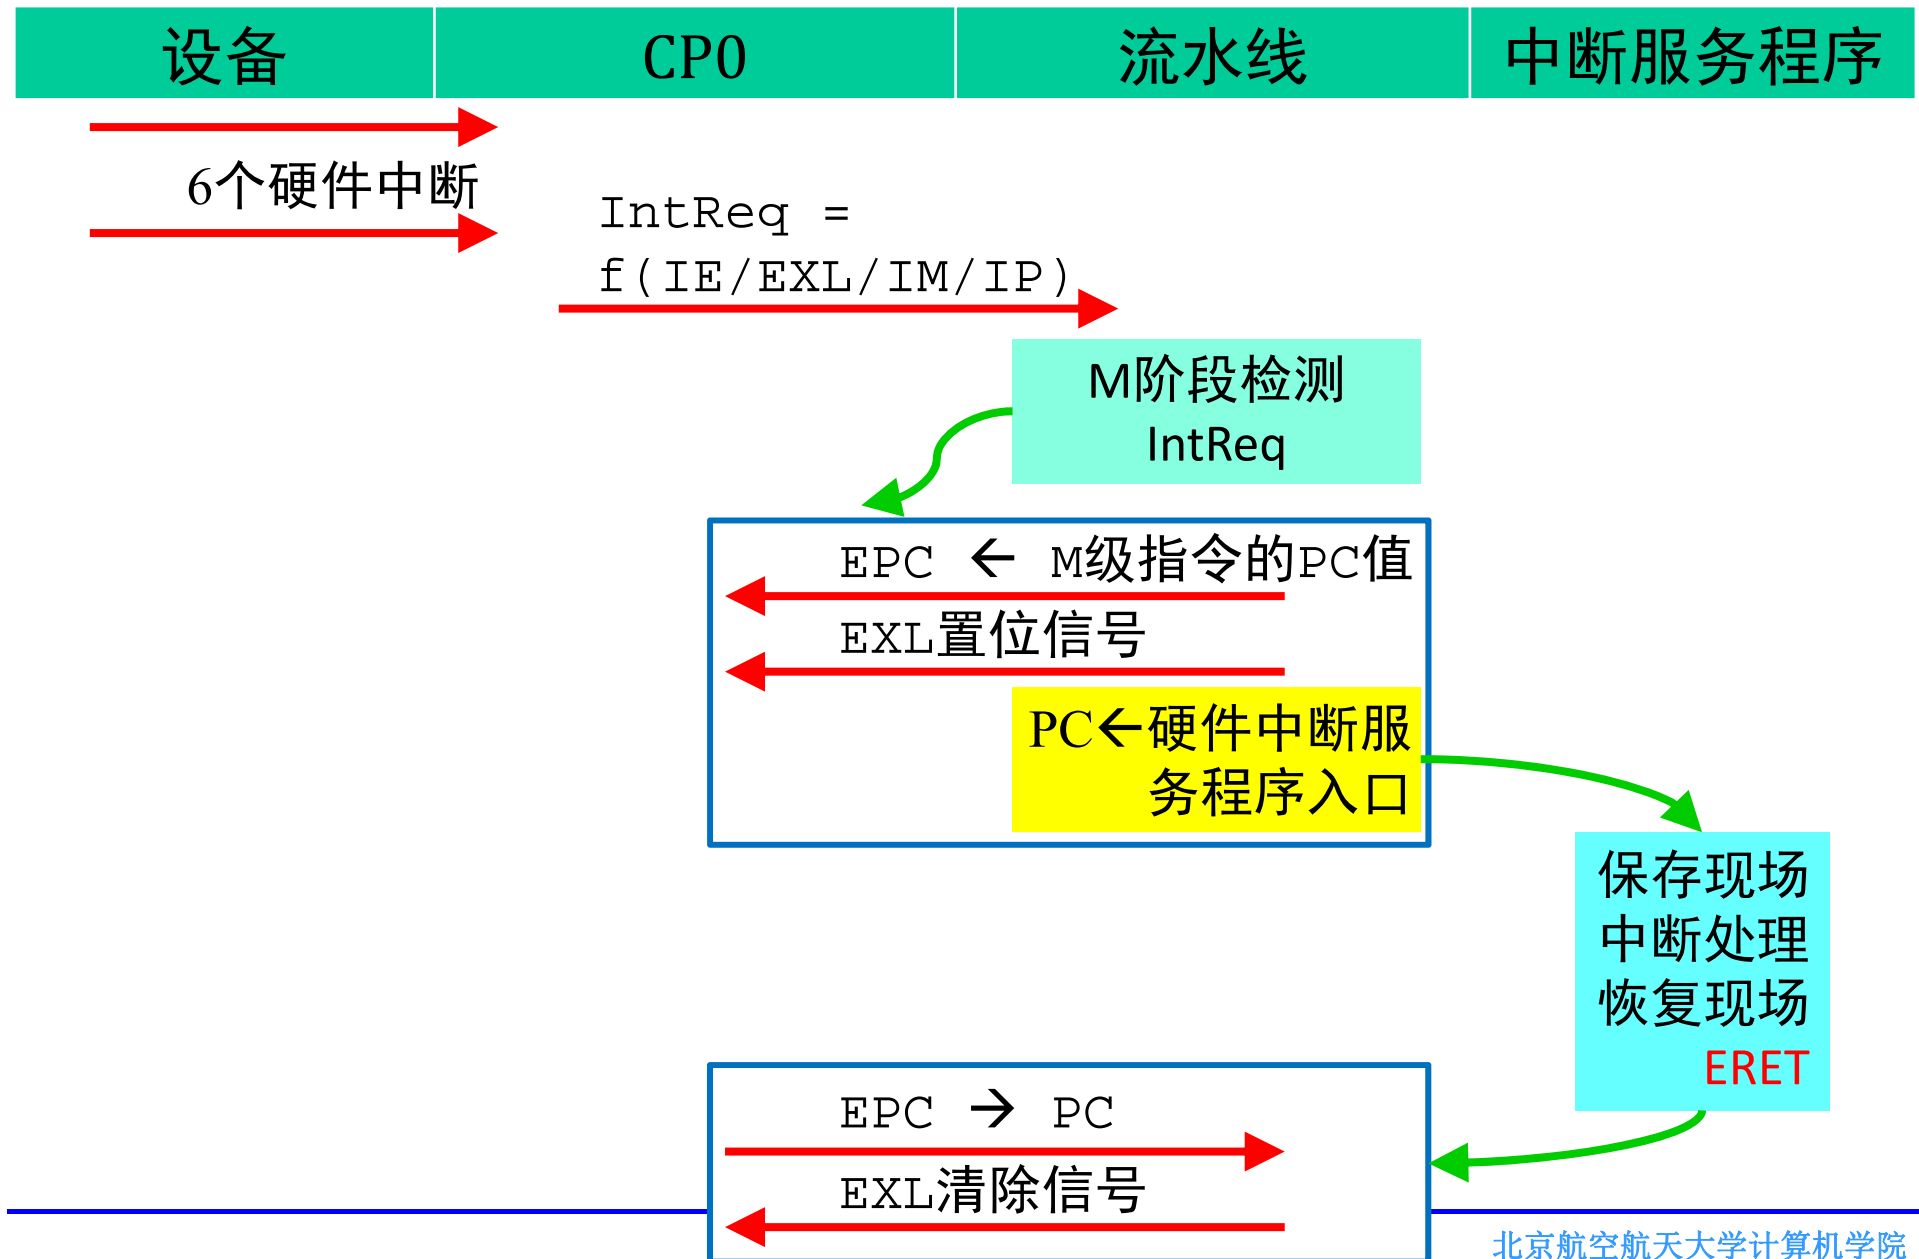 设备 CP0 流水线 中断服务程序
6个硬件中断
IntReq =
f(IE/EXL/IM/IP)
M阶段检测
IntReq
EPC ← M级指令的PC值
EXL置位信号
PC←硬件中断服
务程序入口
保存现场
中断处理
恢复现场
ERET
EPC → PC
EXL清除信号
北京航空航天大学计算机学院